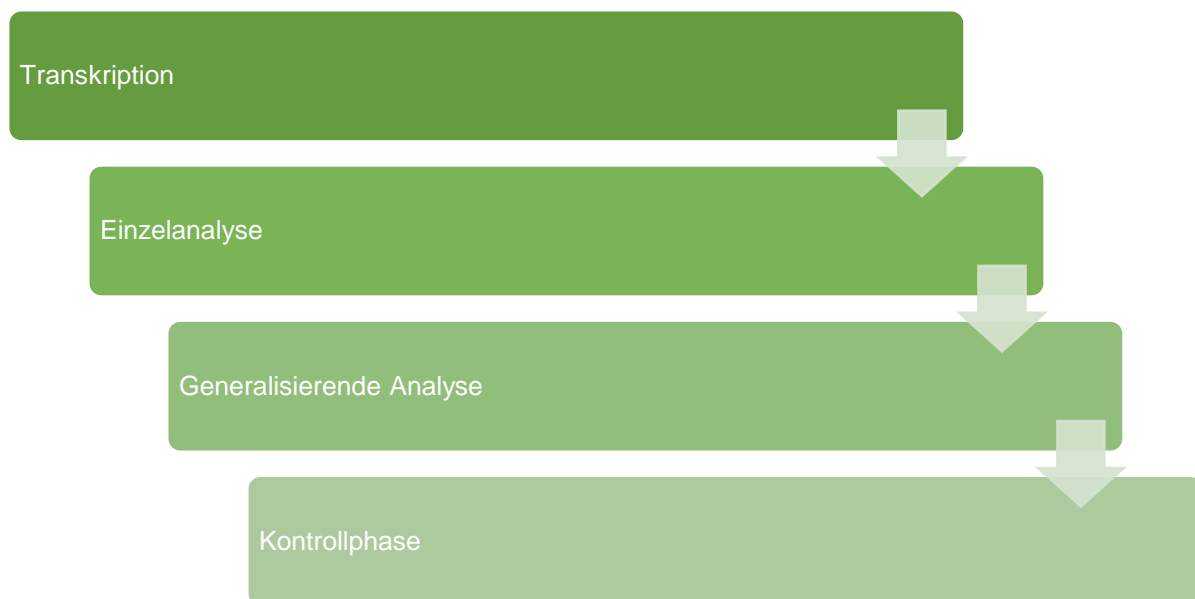 Transkription
Einzelanalyse
Generalisierende Analyse
Kontrollphase